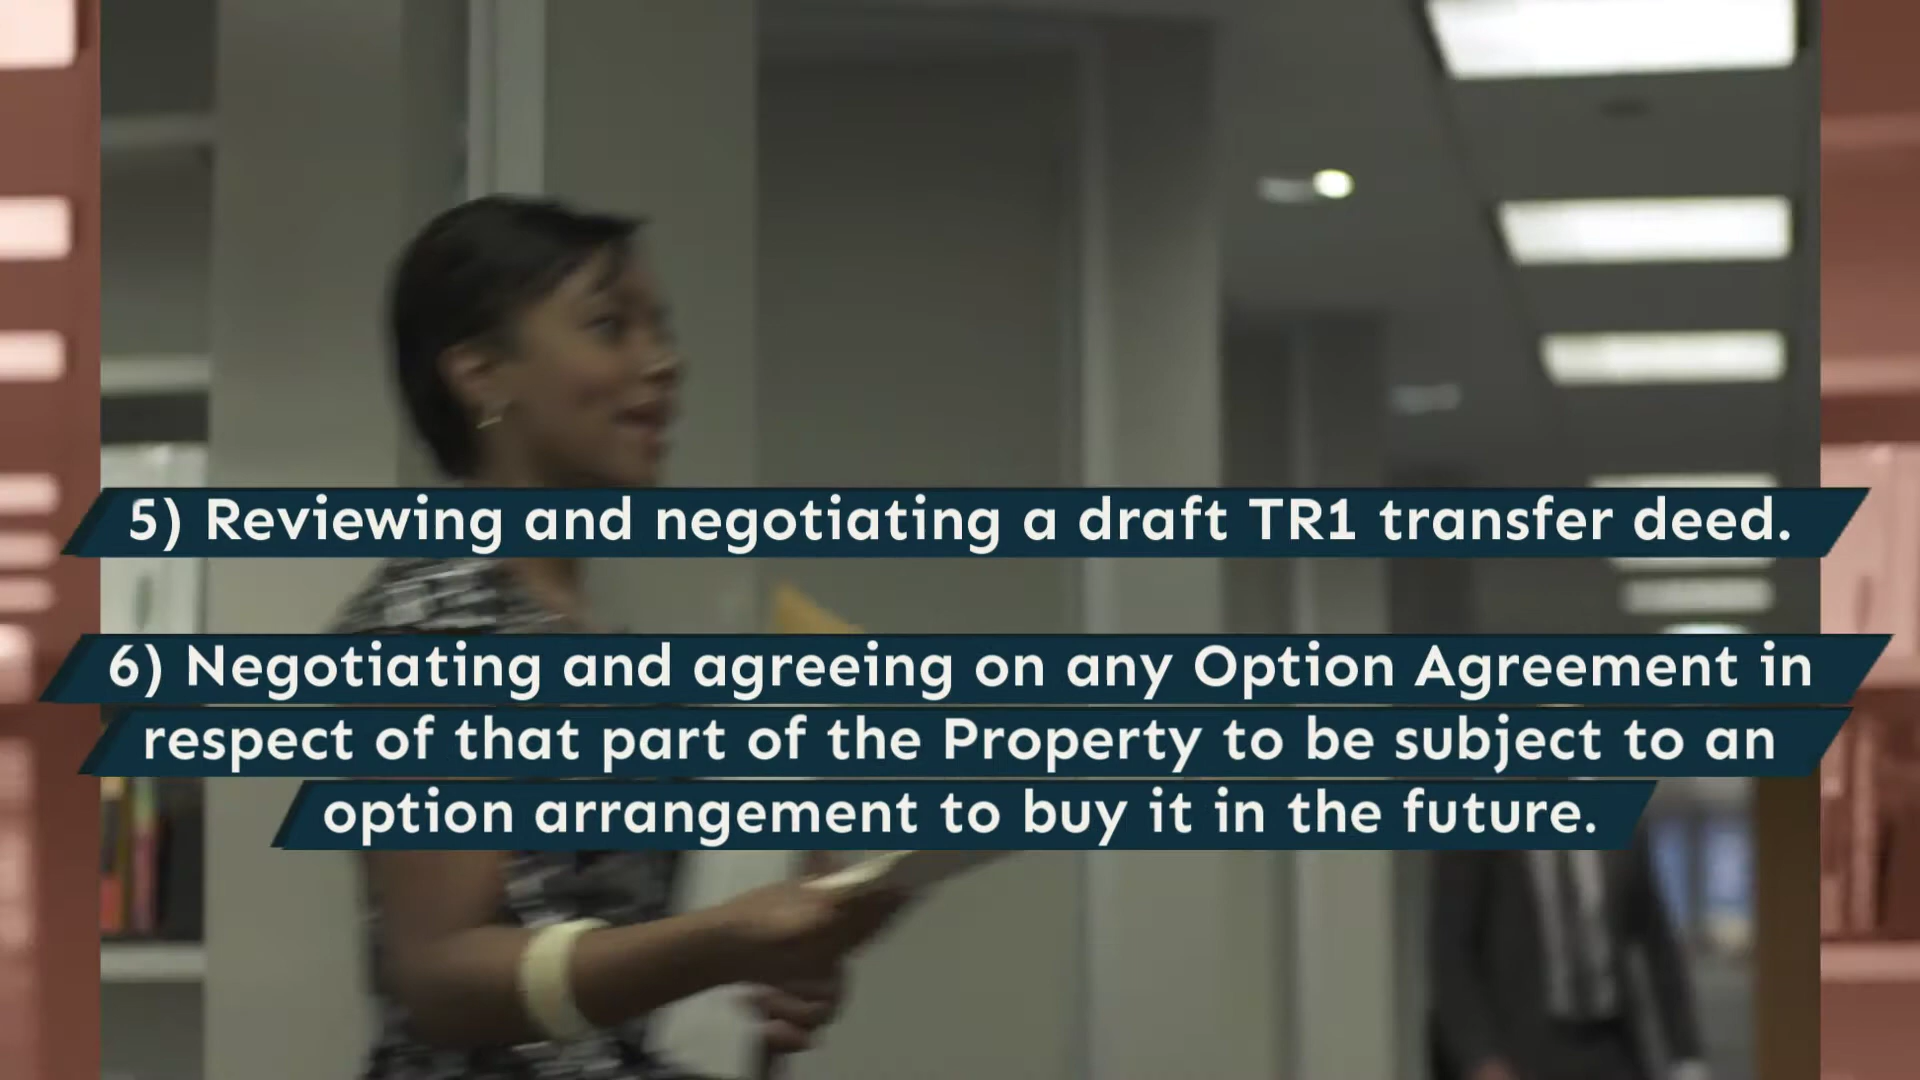 5) Reviewing and negotiating a draft TR1 transfer deed.
6) Negotiating and agreeing on any Option Agreement in
respect of that part of the Property to be subject to an
option arrangement to buy it in the future.